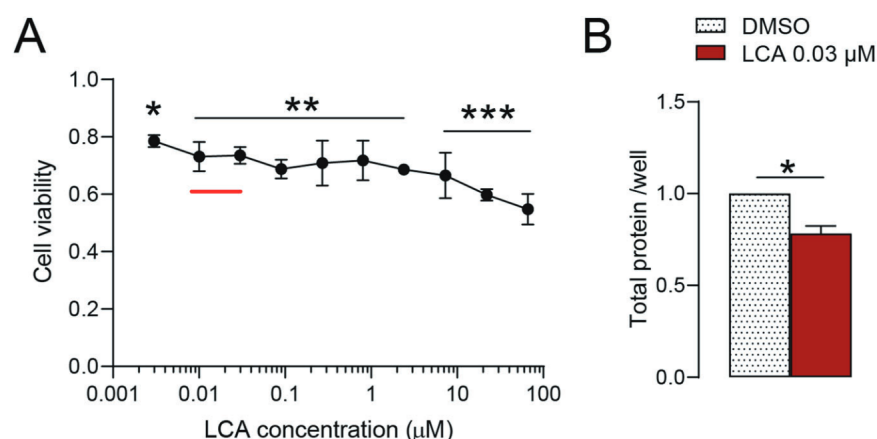 A
Cell viability
1.0
0.8
0.6
0.4
0.2
0.0
*
**
***
0.001
0.01
0.1
1
10
100
LCA concentration (μM)
B
DMSO
LCA 0.03 μM
Total protein /well
1.5
1.0
0.5
0.0
*